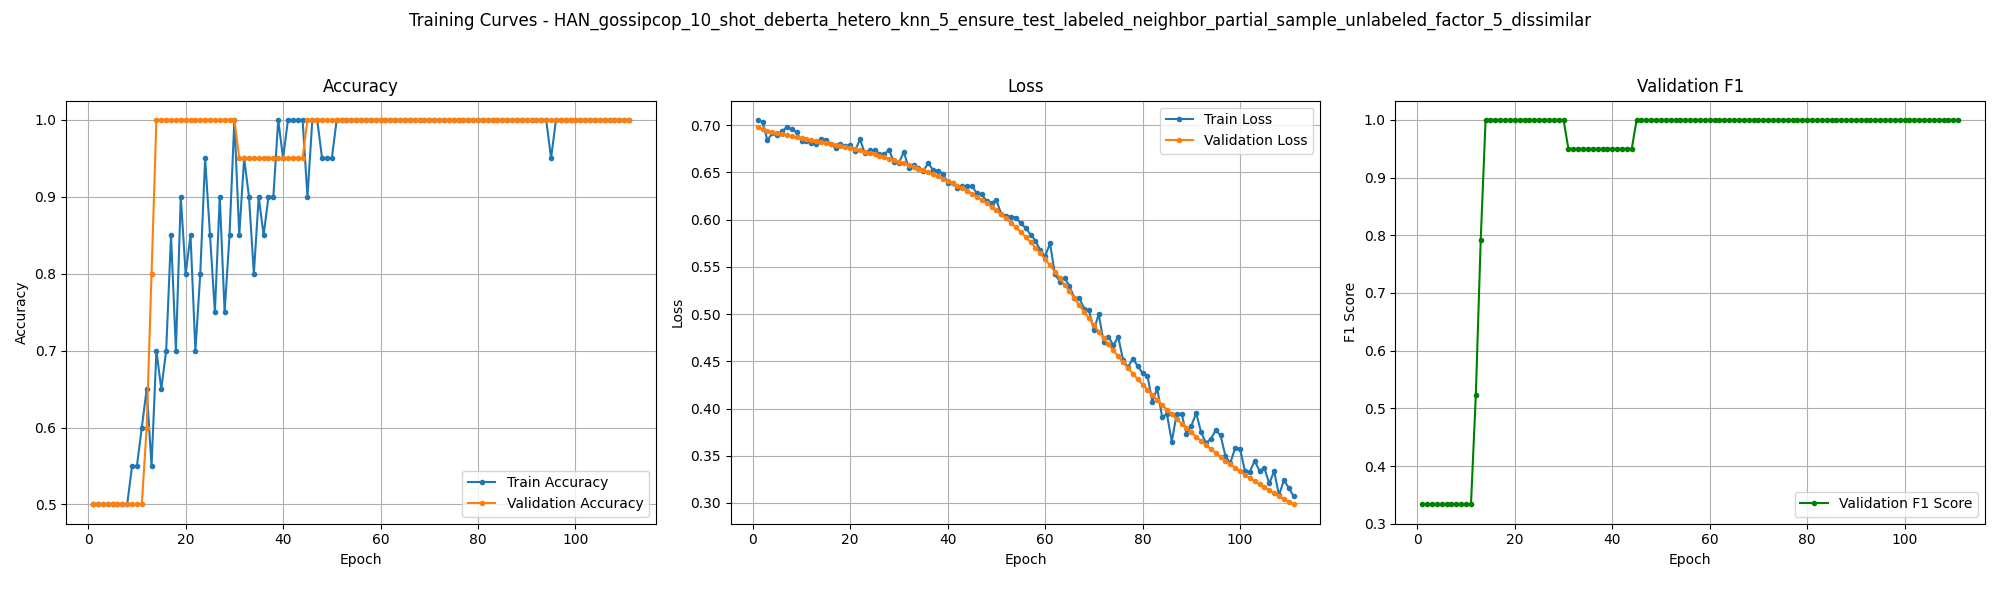 Training Curves - HAN_gossipcop_10_shot_deberta_hetero_knn_5_ensure_test_labeled_neighbor_partial_sample_unlabeled_factor_5_dissimilar
Accuracy
Accuracy
1.0
0.9
0.8
0.7
0.6
0.5
0
20
40
60
80
100
Epoch
Train Accuracy
Validation Accuracy
Loss
Loss
0.70
0.65
0.60
0.55
0.50
0.45
0.40
0.35
0.30
0
20
40
60
80
100
Epoch
Train Loss
Validation Loss
Validation F1
F1 Score
1.0
0.9
0.8
0.7
0.6
0.5
0.4
0.3
0
20
40
60
80
100
Epoch
Validation F1 Score